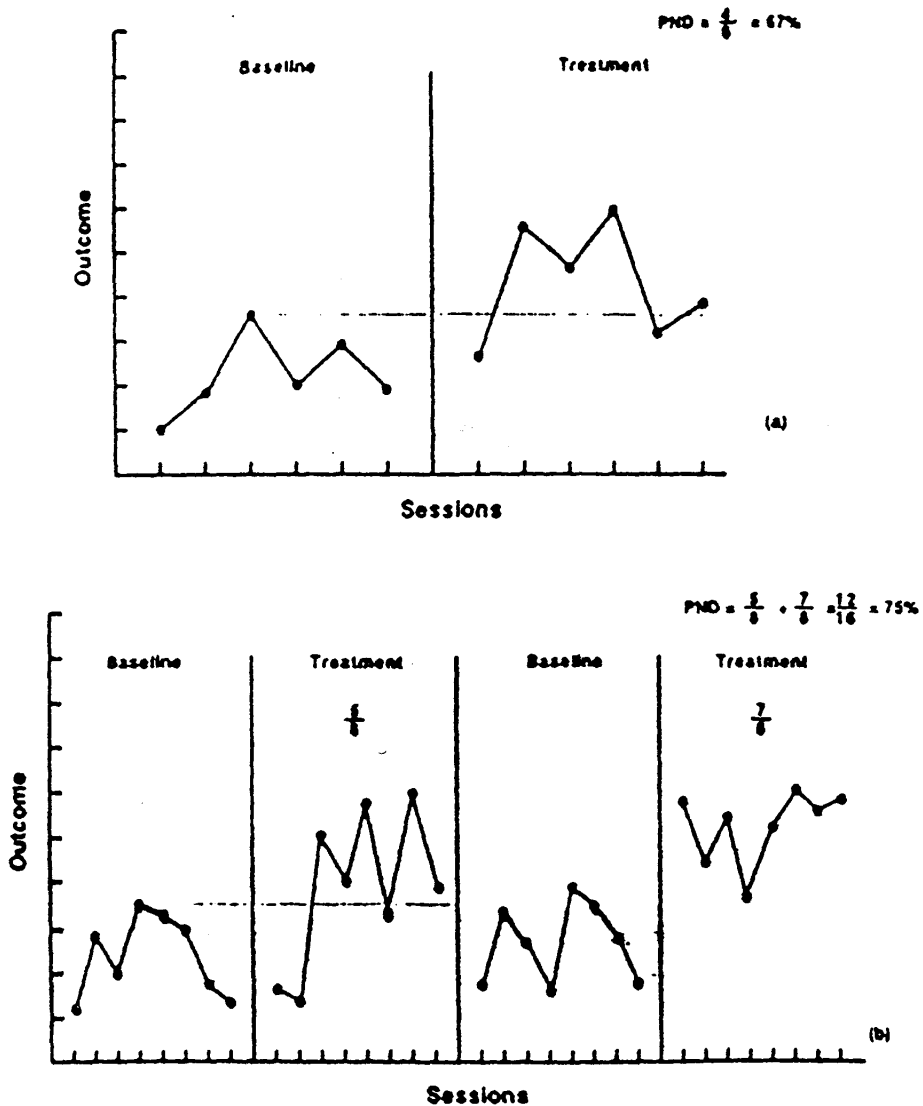 PND = 4/6 = 67%
Baseline Treatment
Outcome
(a)
Sessions
PND = 5/8 + 7/8 = 12/16 = 75%
Baseline Treatment Baseline Treatment
5/8 7/8
Outcome
(b)
Sessions